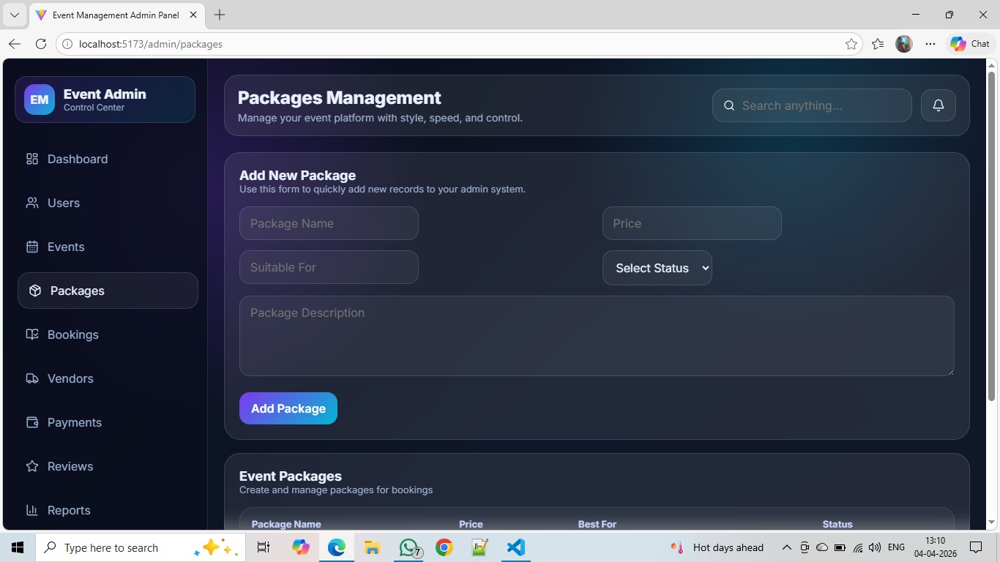 Event Management Admin Panel
localhost:5173/admin/packages
Chat
EM
Event Admin
Control Center
Dashboard
Users
Events
Packages
Bookings
Vendors
Payments
Reviews
Reports
Packages Management
Manage your event platform with style, speed, and control.
Search anything...
Add New Package
Use this form to quickly add new records to your admin system.
Package Name
Price
Suitable For
Select Status
Package Description
Add Package
Event Packages
Create and manage packages for bookings
Package Name Price Best For Status
Type here to search
7
Hot days ahead
ENG
13:10
04-04-2026